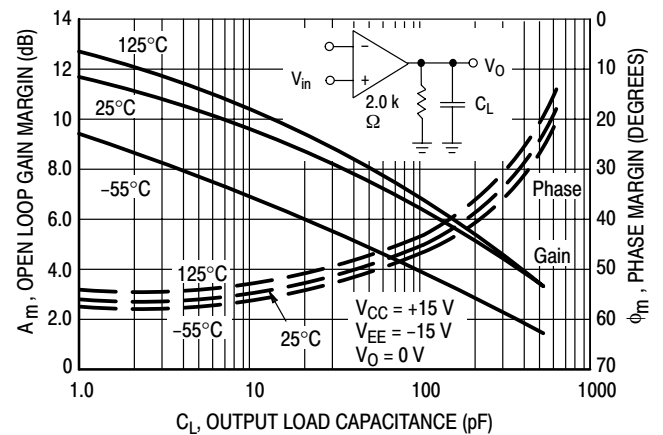 A m , OPEN LOOP GAIN MARGIN (dB)
14
12
10
8.0
6.0
4.0
2.0
0
125°C
25°C
–55°C
125°C
–55°C
25°C
–
+
V in
2.0 k
Ω
C L
V O
Phase
Gain
V CC = +15 V
V EE = –15 V
V O = 0 V
0
10
20
30
40
50
60
70
ϕ m , PHASE MARGIN (DEGREES)
1.0
10
100
1000
C L , OUTPUT LOAD CAPACITANCE (pF)